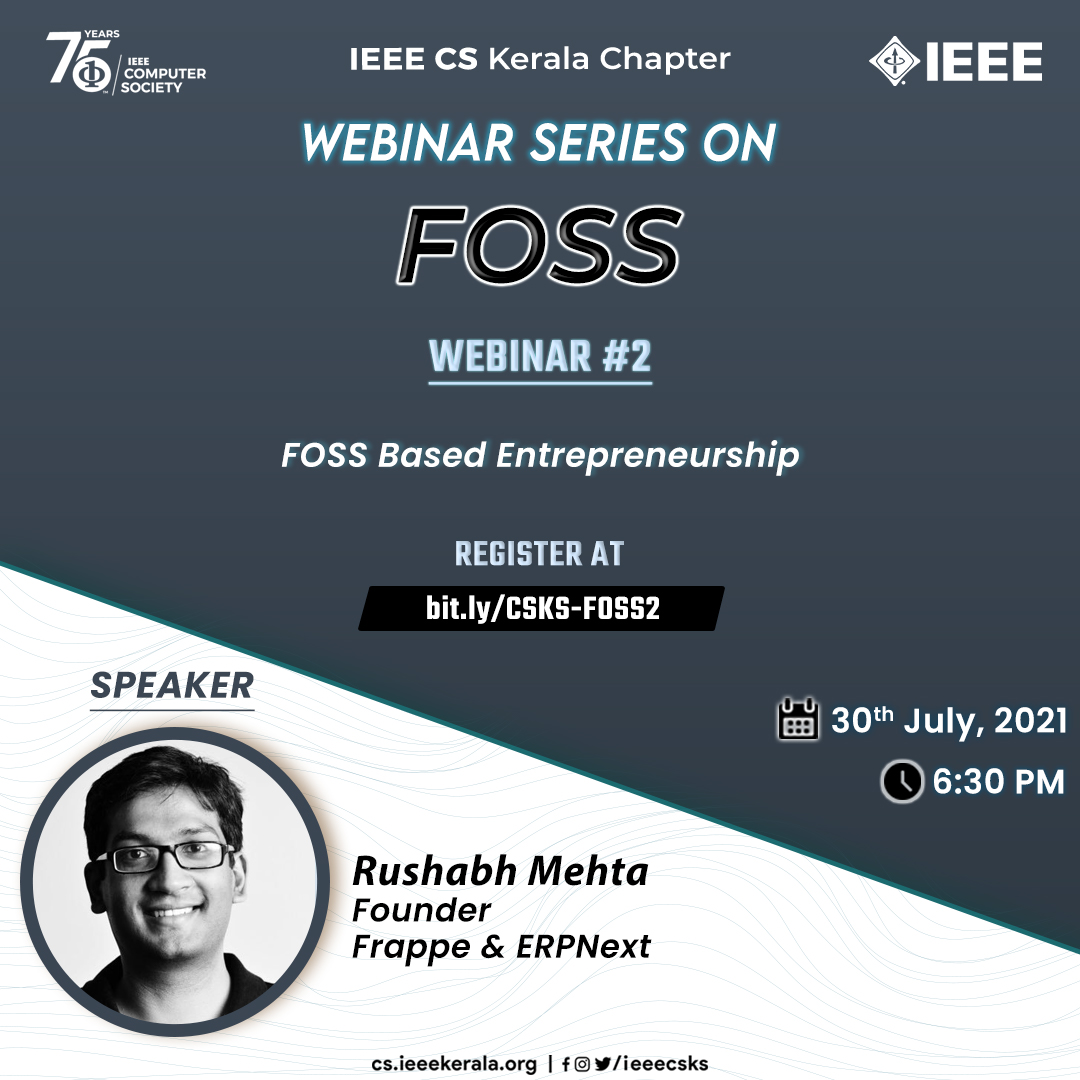 75 YEARS
IEEE
COMPUTER
SOCIETY
IEEE CS Kerala Chapter
IEEE
WEBINAR SERIES ON
FOSS
WEBINAR #2
FOSS Based Entrepreneurship
REGISTER AT
bit.ly/CSKS-FOSS2
SPEAKER
30th July, 2021
6:30 PM
Rushabh Mehta
Founder
Frappe & ERPNext
cs.ieeekerala.org | /ieeecsks